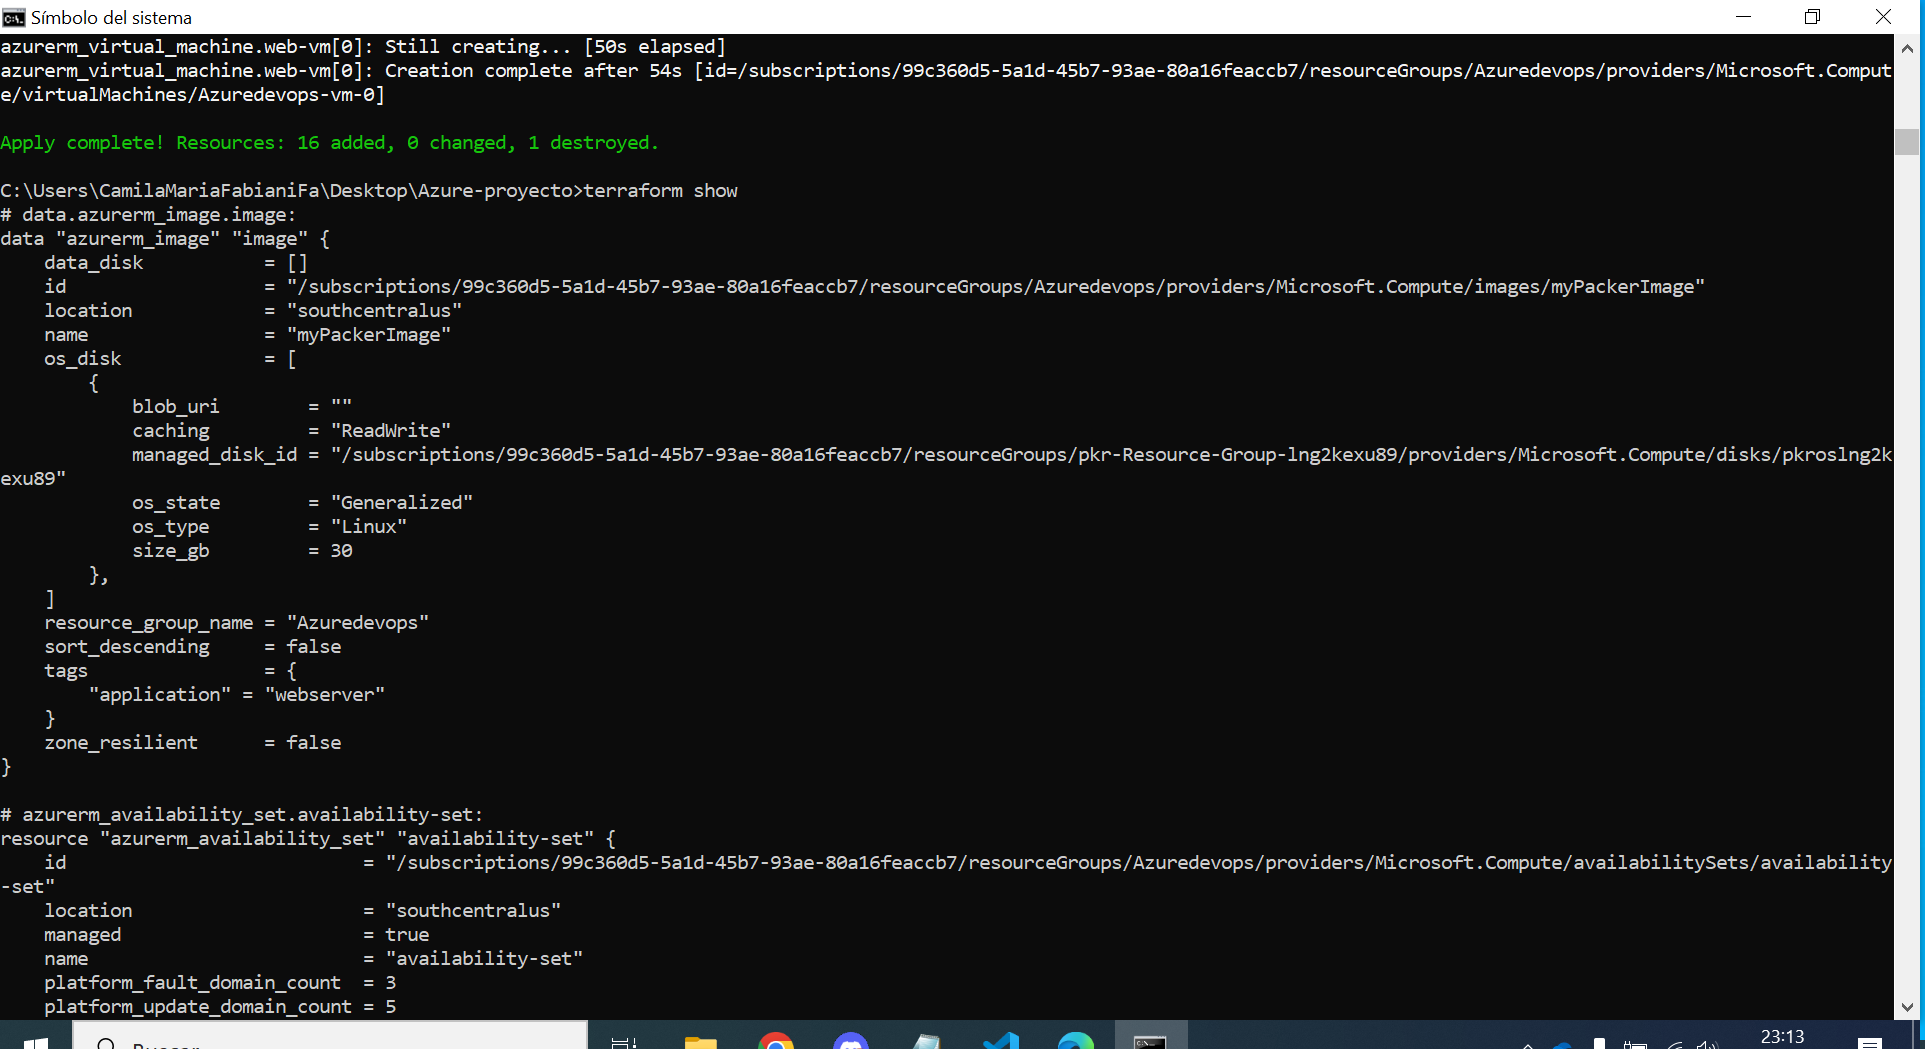 Símbolo del sistema
azurerm_virtual_machine.web-vm[0]: Still creating... [50s elapsed]
azurerm_virtual_machine.web-vm[0]: Creation complete after 54s [id=/subscriptions/99c360d5-5a1d-45b7-93ae-80a16feaccb7/resourceGroups/Azuredevops/providers/Microsoft.Comput
e/virtualMachines/Azuredevops-vm-0]
Apply complete! Resources: 16 added, 0 changed, 1 destroyed.
C:\Users\CamilaMariaFabianiFa\Desktop\Azure-proyecto>terraform show
# data.azurerm_image.image:
data "azurerm_image" "image" {
    data_disk           = []
    id                  = "/subscriptions/99c360d5-5a1d-45b7-93ae-80a16feaccb7/resourceGroups/Azuredevops/providers/Microsoft.Compute/images/myPackerImage"
    location            = "southcentralus"
    name                = "myPackerImage"
    os_disk             = [
        {
            blob_uri        = ""
            caching         = "ReadWrite"
            managed_disk_id = "/subscriptions/99c360d5-5a1d-45b7-93ae-80a16feaccb7/resourceGroups/pkr-Resource-Group-lng2kexu89/providers/Microsoft.Compute/disks/pkroslng2k
exu89"
            os_state        = "Generalized"
            os_type         = "Linux"
            size_gb         = 30
        },
    ]
    resource_group_name = "Azuredevops"
    sort_descending     = false
    tags                = {
        "application" = "webserver"
    }
    zone_resilient      = false
}
# azurerm_availability_set.availability-set:
resource "azurerm_availability_set" "availability-set" {
    id                           = "/subscriptions/99c360d5-5a1d-45b7-93ae-80a16feaccb7/resourceGroups/Azuredevops/providers/Microsoft.Compute/availabilitySets/availability
-set"
    location                     = "southcentralus"
    managed                      = true
    name                         = "availability-set"
    platform_fault_domain_count  = 3
    platform_update_domain_count = 5
23:13